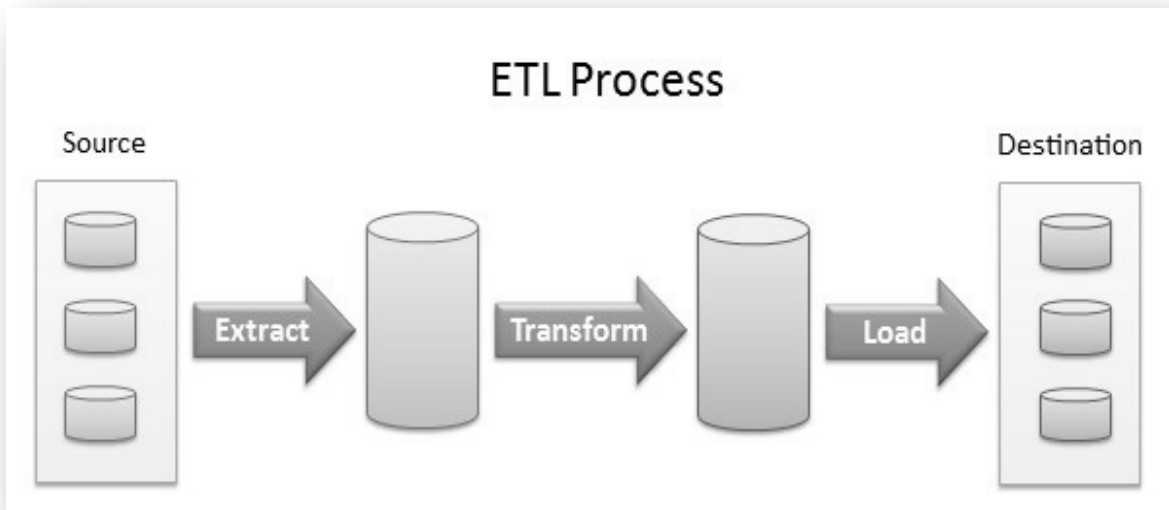 ETL Process
Source
Destination
Extract
Transform
Load